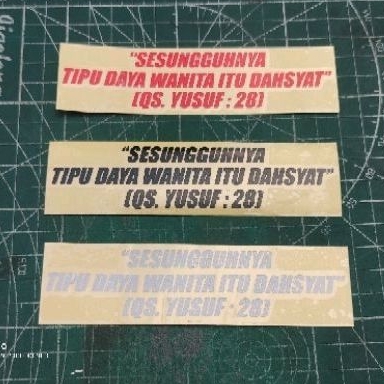 "SESUNGGUHNYA
TIPU DAYA WANITA ITU DAHSYAT"
(QS. YUSUF : 28)
"SESUNGGUHNYA
TIPU DAYA WANITA ITU DAHSYAT"
(QS. YUSUF : 28)
"SESUNGGUHNYA
TIPU DAYA WANITA ITU DAHSYAT"
(QS. YUSUF : 28)